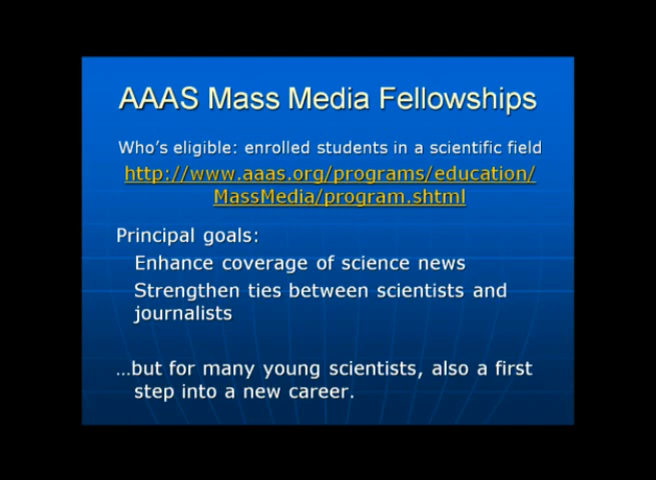 AAAS Mass Media Fellowships
Who's eligible: enrolled students in a scientific field
http://www.aaas.org/programs/education/
MassMedia/program.shtml
Principal goals:
Enhance coverage of science news
Strengthen ties between scientists and
journalists
…but for many young scientists, also a first
step into a new career.